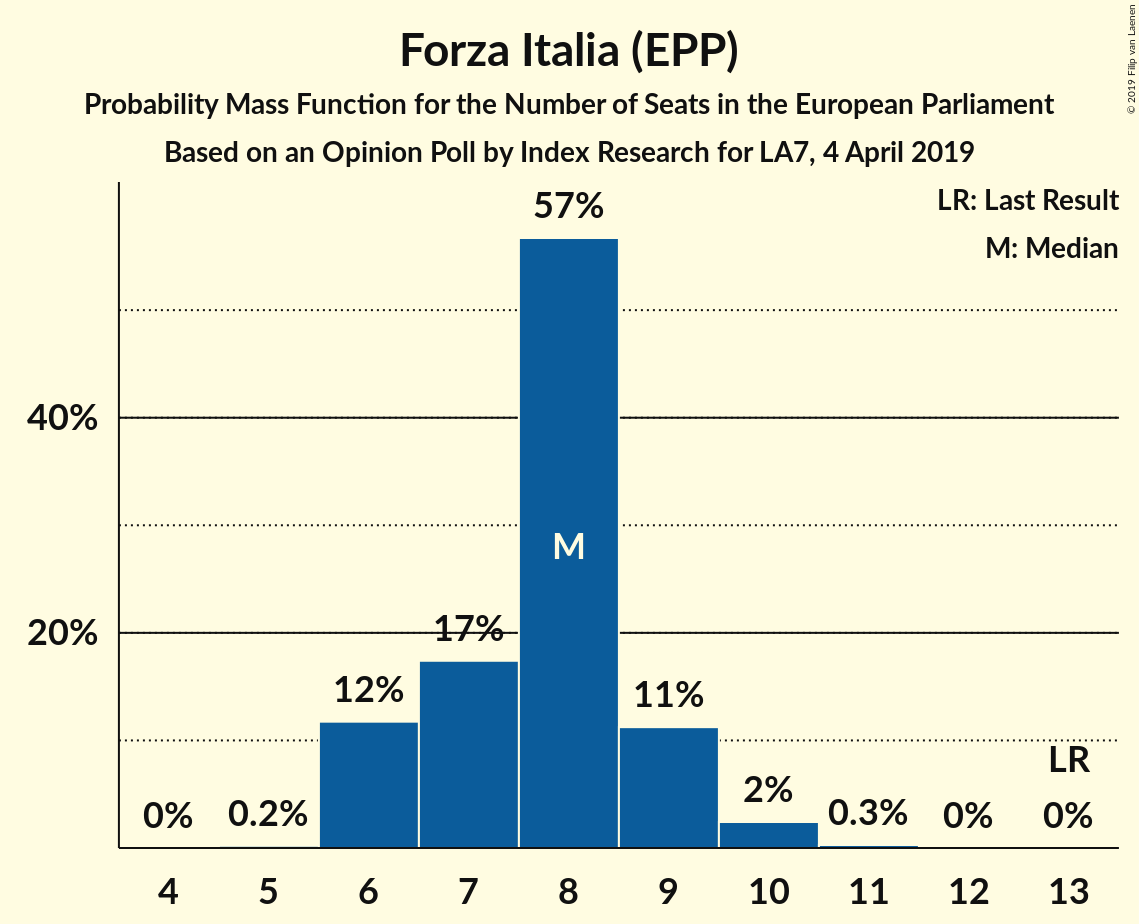 Forza Italia (EPP)
Probability Mass Function for the Number of Seats in the European Parliament
Based on an Opinion Poll by Index Research for LA7, 4 April 2019
© 2019 Filip van Laenen
LR: Last Result
M: Median
57%
40%
M
20%
17%
12%
11%
LR
2%
0%
0.2%
0.3%
0%
0%
4 5 6 7 8 9 10 11 12 13